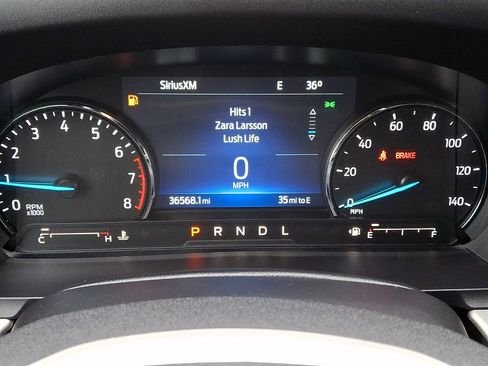 SiriusXM E 36°
Hits 1
Zara Larsson
Lush Life
0
MPH
36568.1 mi 35 mi to E
0 1 2 3 4 5 6 7 8
RPM
x1000
0 20 40 60 80 100 120 140
BRAKE
MPH
C H
P R N D L
E F